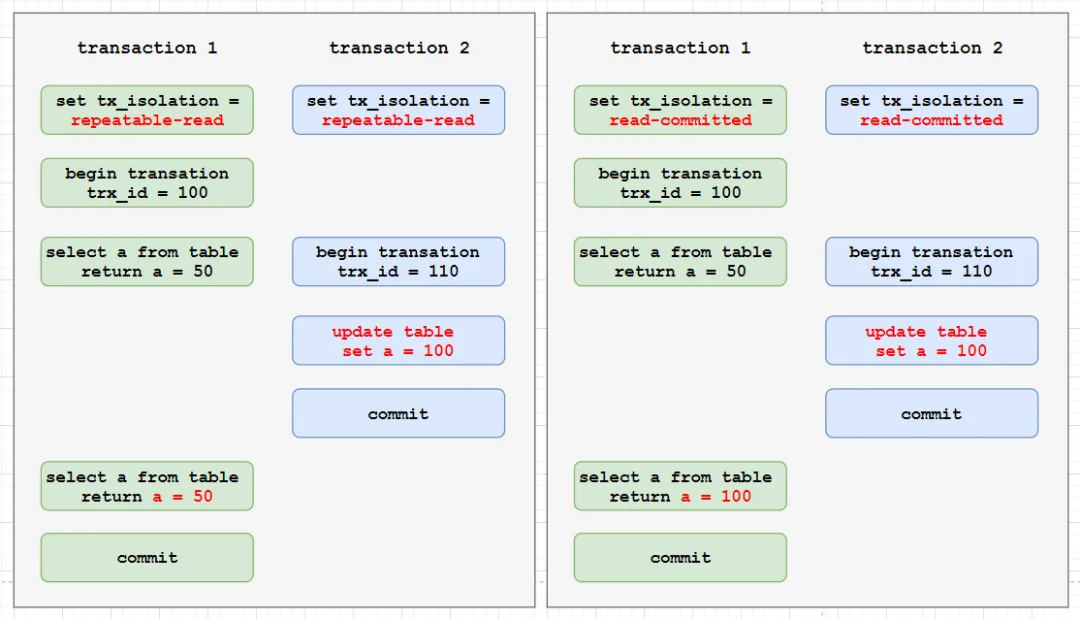 transaction 1
transaction 2
set tx_isolation =
repeatable-read
set tx_isolation =
repeatable-read
begin transation
trx_id = 100
select a from table
return a = 50
begin transation
trx_id = 110
update table
set a = 100
commit
select a from table
return a = 50
commit
transaction 1
transaction 2
set tx_isolation =
read-committed
set tx_isolation =
read-committed
begin transation
trx_id = 100
select a from table
return a = 50
begin transation
trx_id = 110
update table
set a = 100
commit
select a from table
return a = 100
commit